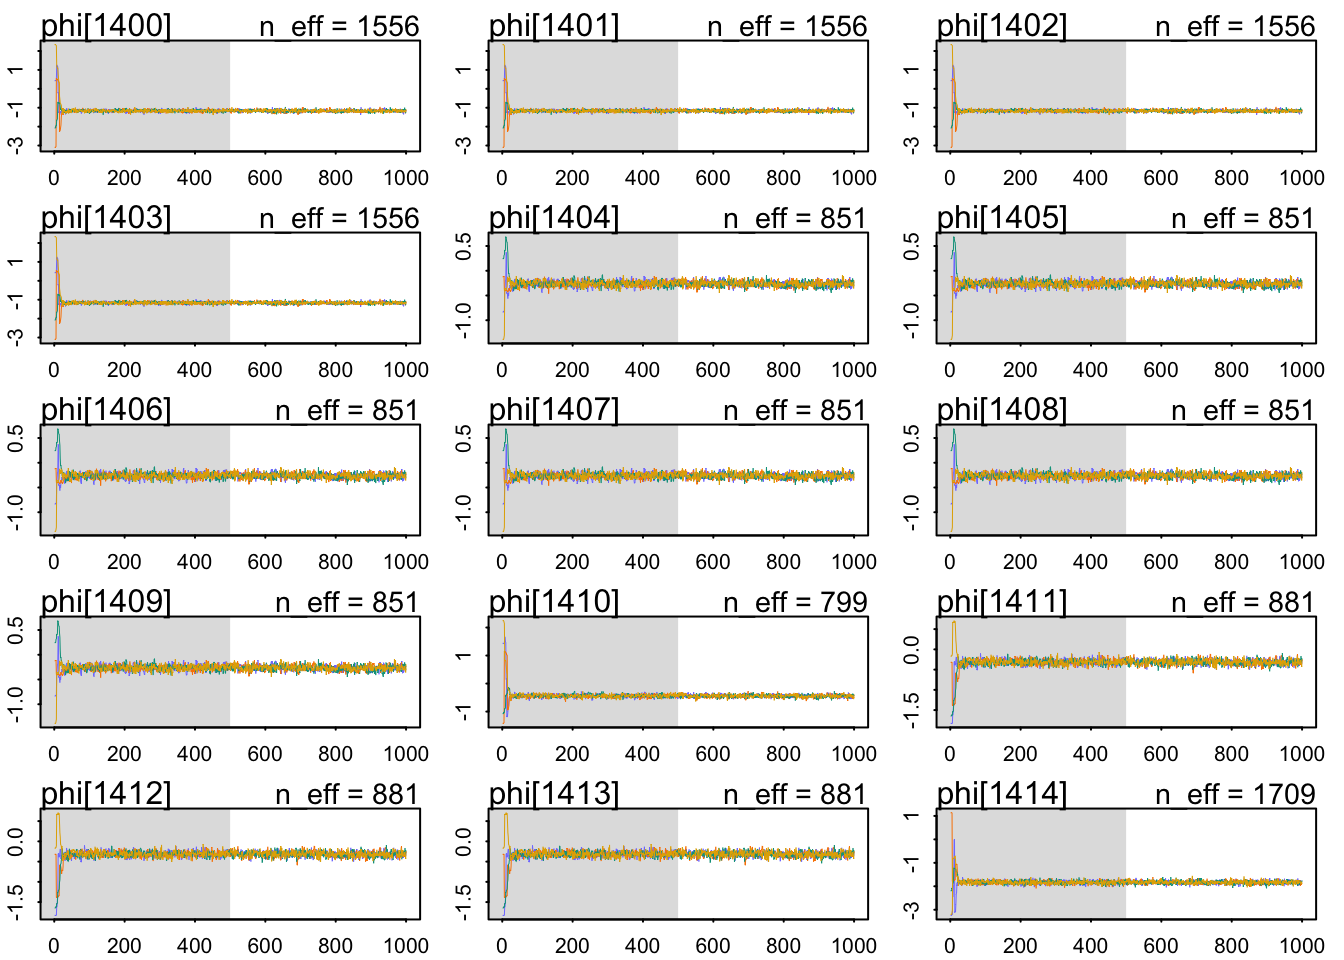 phi[1400] n_eff = 1556 phi[1401] n_eff = 1556 phi[1402] n_eff = 1556
1 1 1
-1 -1 -1
-3 -3 -3
0 200 400 600 800 1000 0 200 400 600 800 1000 0 200 400 600 800 1000
phi[1403] n_eff = 1556 phi[1404] n_eff = 851 phi[1405] n_eff = 851
1 0.5 0.5
-1 -1.0 -1.0
-3
0 200 400 600 800 1000 0 200 400 600 800 1000 0 200 400 600 800 1000
phi[1406] n_eff = 851 phi[1407] n_eff = 851 phi[1408] n_eff = 851
0.5 0.5 0.5
-1.0 -1.0 -1.0
0 200 400 600 800 1000 0 200 400 600 800 1000 0 200 400 600 800 1000
phi[1409] n_eff = 851 phi[1410] n_eff = 799 phi[1411] n_eff = 881
0.5 1 0.0
-1.0 -1 -1.5
0 200 400 600 800 1000 0 200 400 600 800 1000 0 200 400 600 800 1000
phi[1412] n_eff = 881 phi[1413] n_eff = 881 phi[1414] n_eff = 1709
0.0 0.0 1
-1.5 -1.5 -1
-3
0 200 400 600 800 1000 0 200 400 600 800 1000 0 200 400 600 800 1000